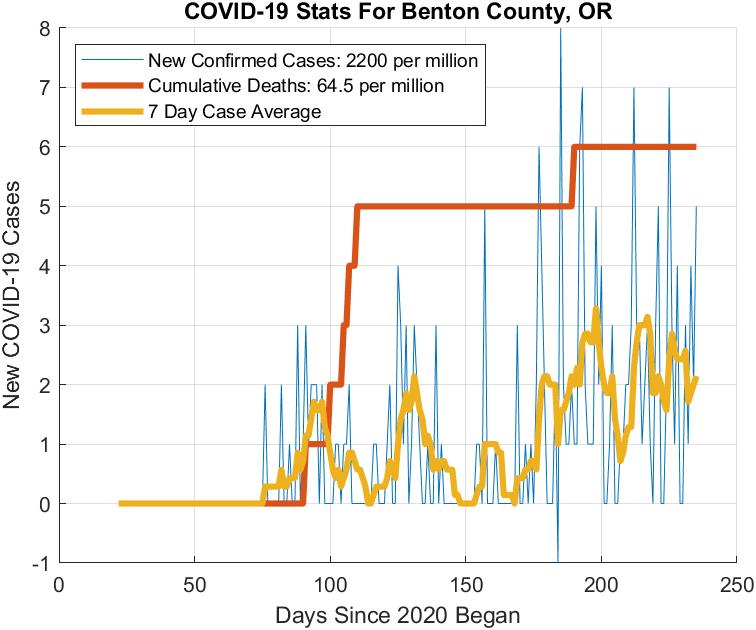 COVID-19 Stats For Benton County, OR
New Confirmed Cases: 2200 per million
Cumulative Deaths: 64.5 per million
7 Day Case Average
New COVID-19 Cases
8
7
6
5
4
3
2
1
0
-1
0
50
100
150
200
250
Days Since 2020 Began